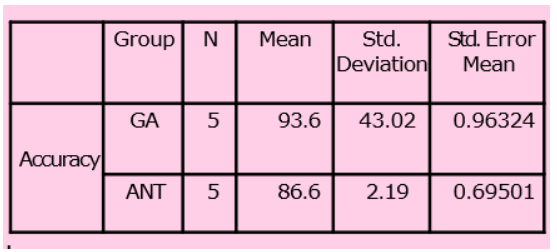 Group N Mean Std. Deviation Std. Error Mean
Accuracy GA 5 93.6 43.02 0.96324
ANT 5 86.6 2.19 0.69501